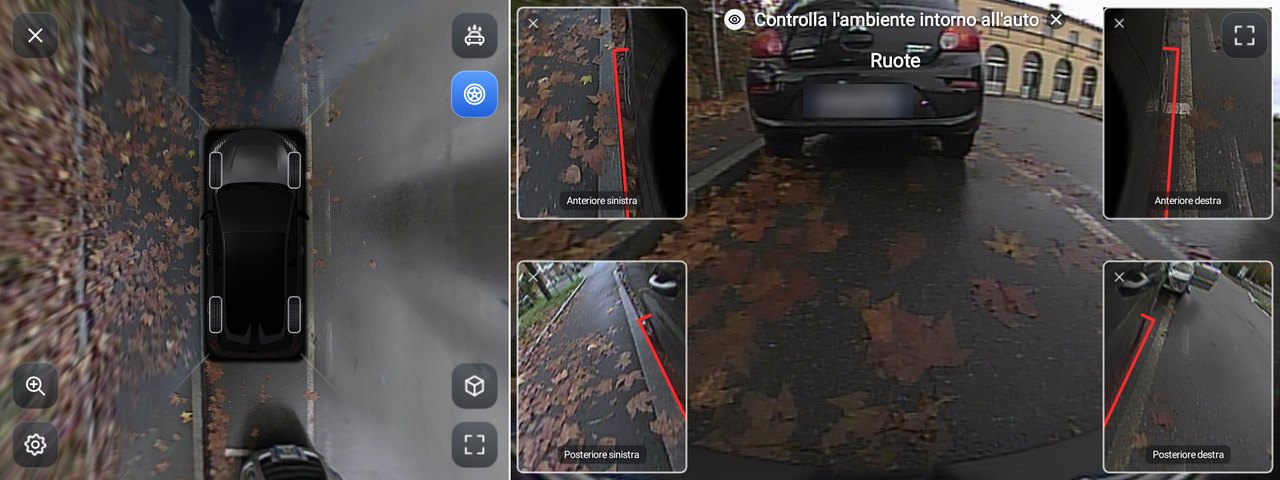 Controlla l'ambiente intorno all'auto
Ruote
Anteriore sinistra
Anteriore destra
Posteriore sinistra
Posteriore destra